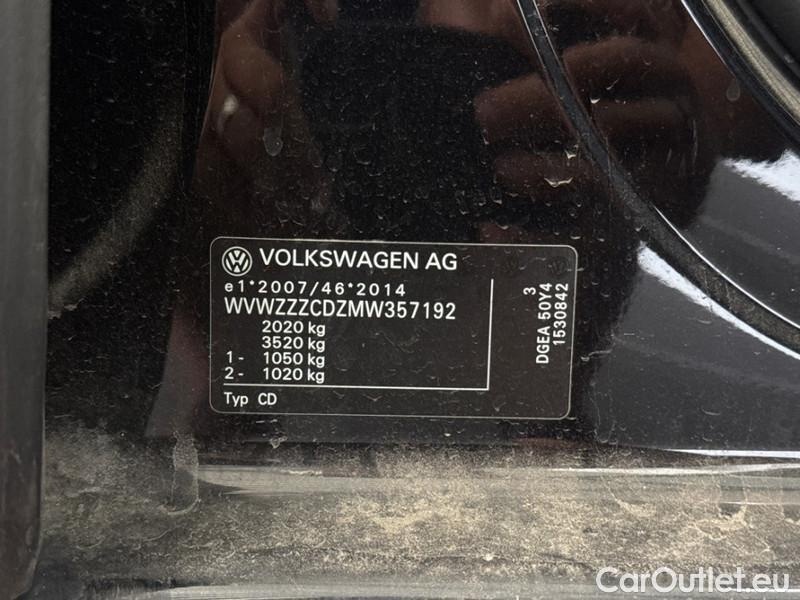 VOLKSWAGEN AG
e1*2007/46*2014
WVWZZZCDZMW357192
2020 kg
3520 kg
1- 1050 kg
2- 1020 kg
Typ CD
3
DGEA 50Y4
1530842
CarOutlet.eu